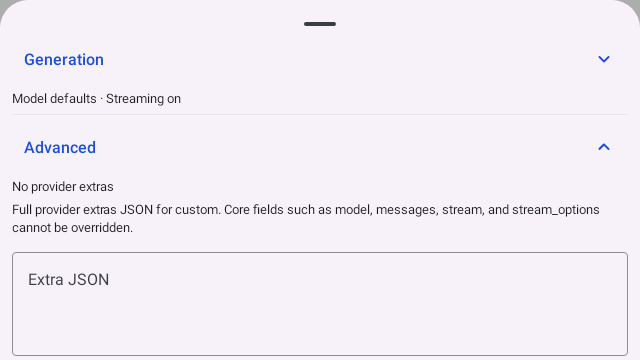 Generation
Model defaults · Streaming on
Advanced
No provider extras
Full provider extras JSON for custom. Core fields such as model, messages, stream, and stream_options
cannot be overridden.
Extra JSON